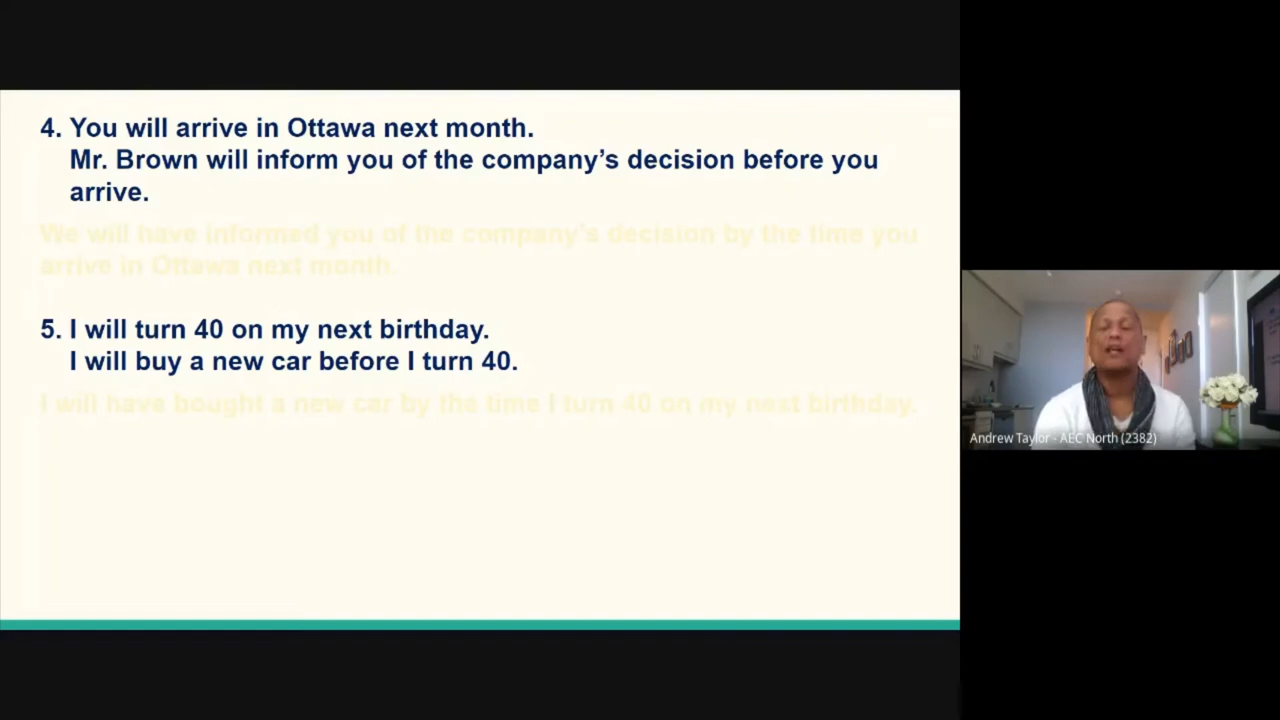 4. You will arrive in Ottawa next month.
Mr. Brown will inform you of the company’s decision before you
arrive.
We will have informed you of the company’s decision by the time you
arrive in Ottawa next month.
5. I will turn 40 on my next birthday.
I will buy a new car before I turn 40.
I will have bought a new car by the time I turn 40 on my next birthday.
Andrew Taylor - AEC North (2382)